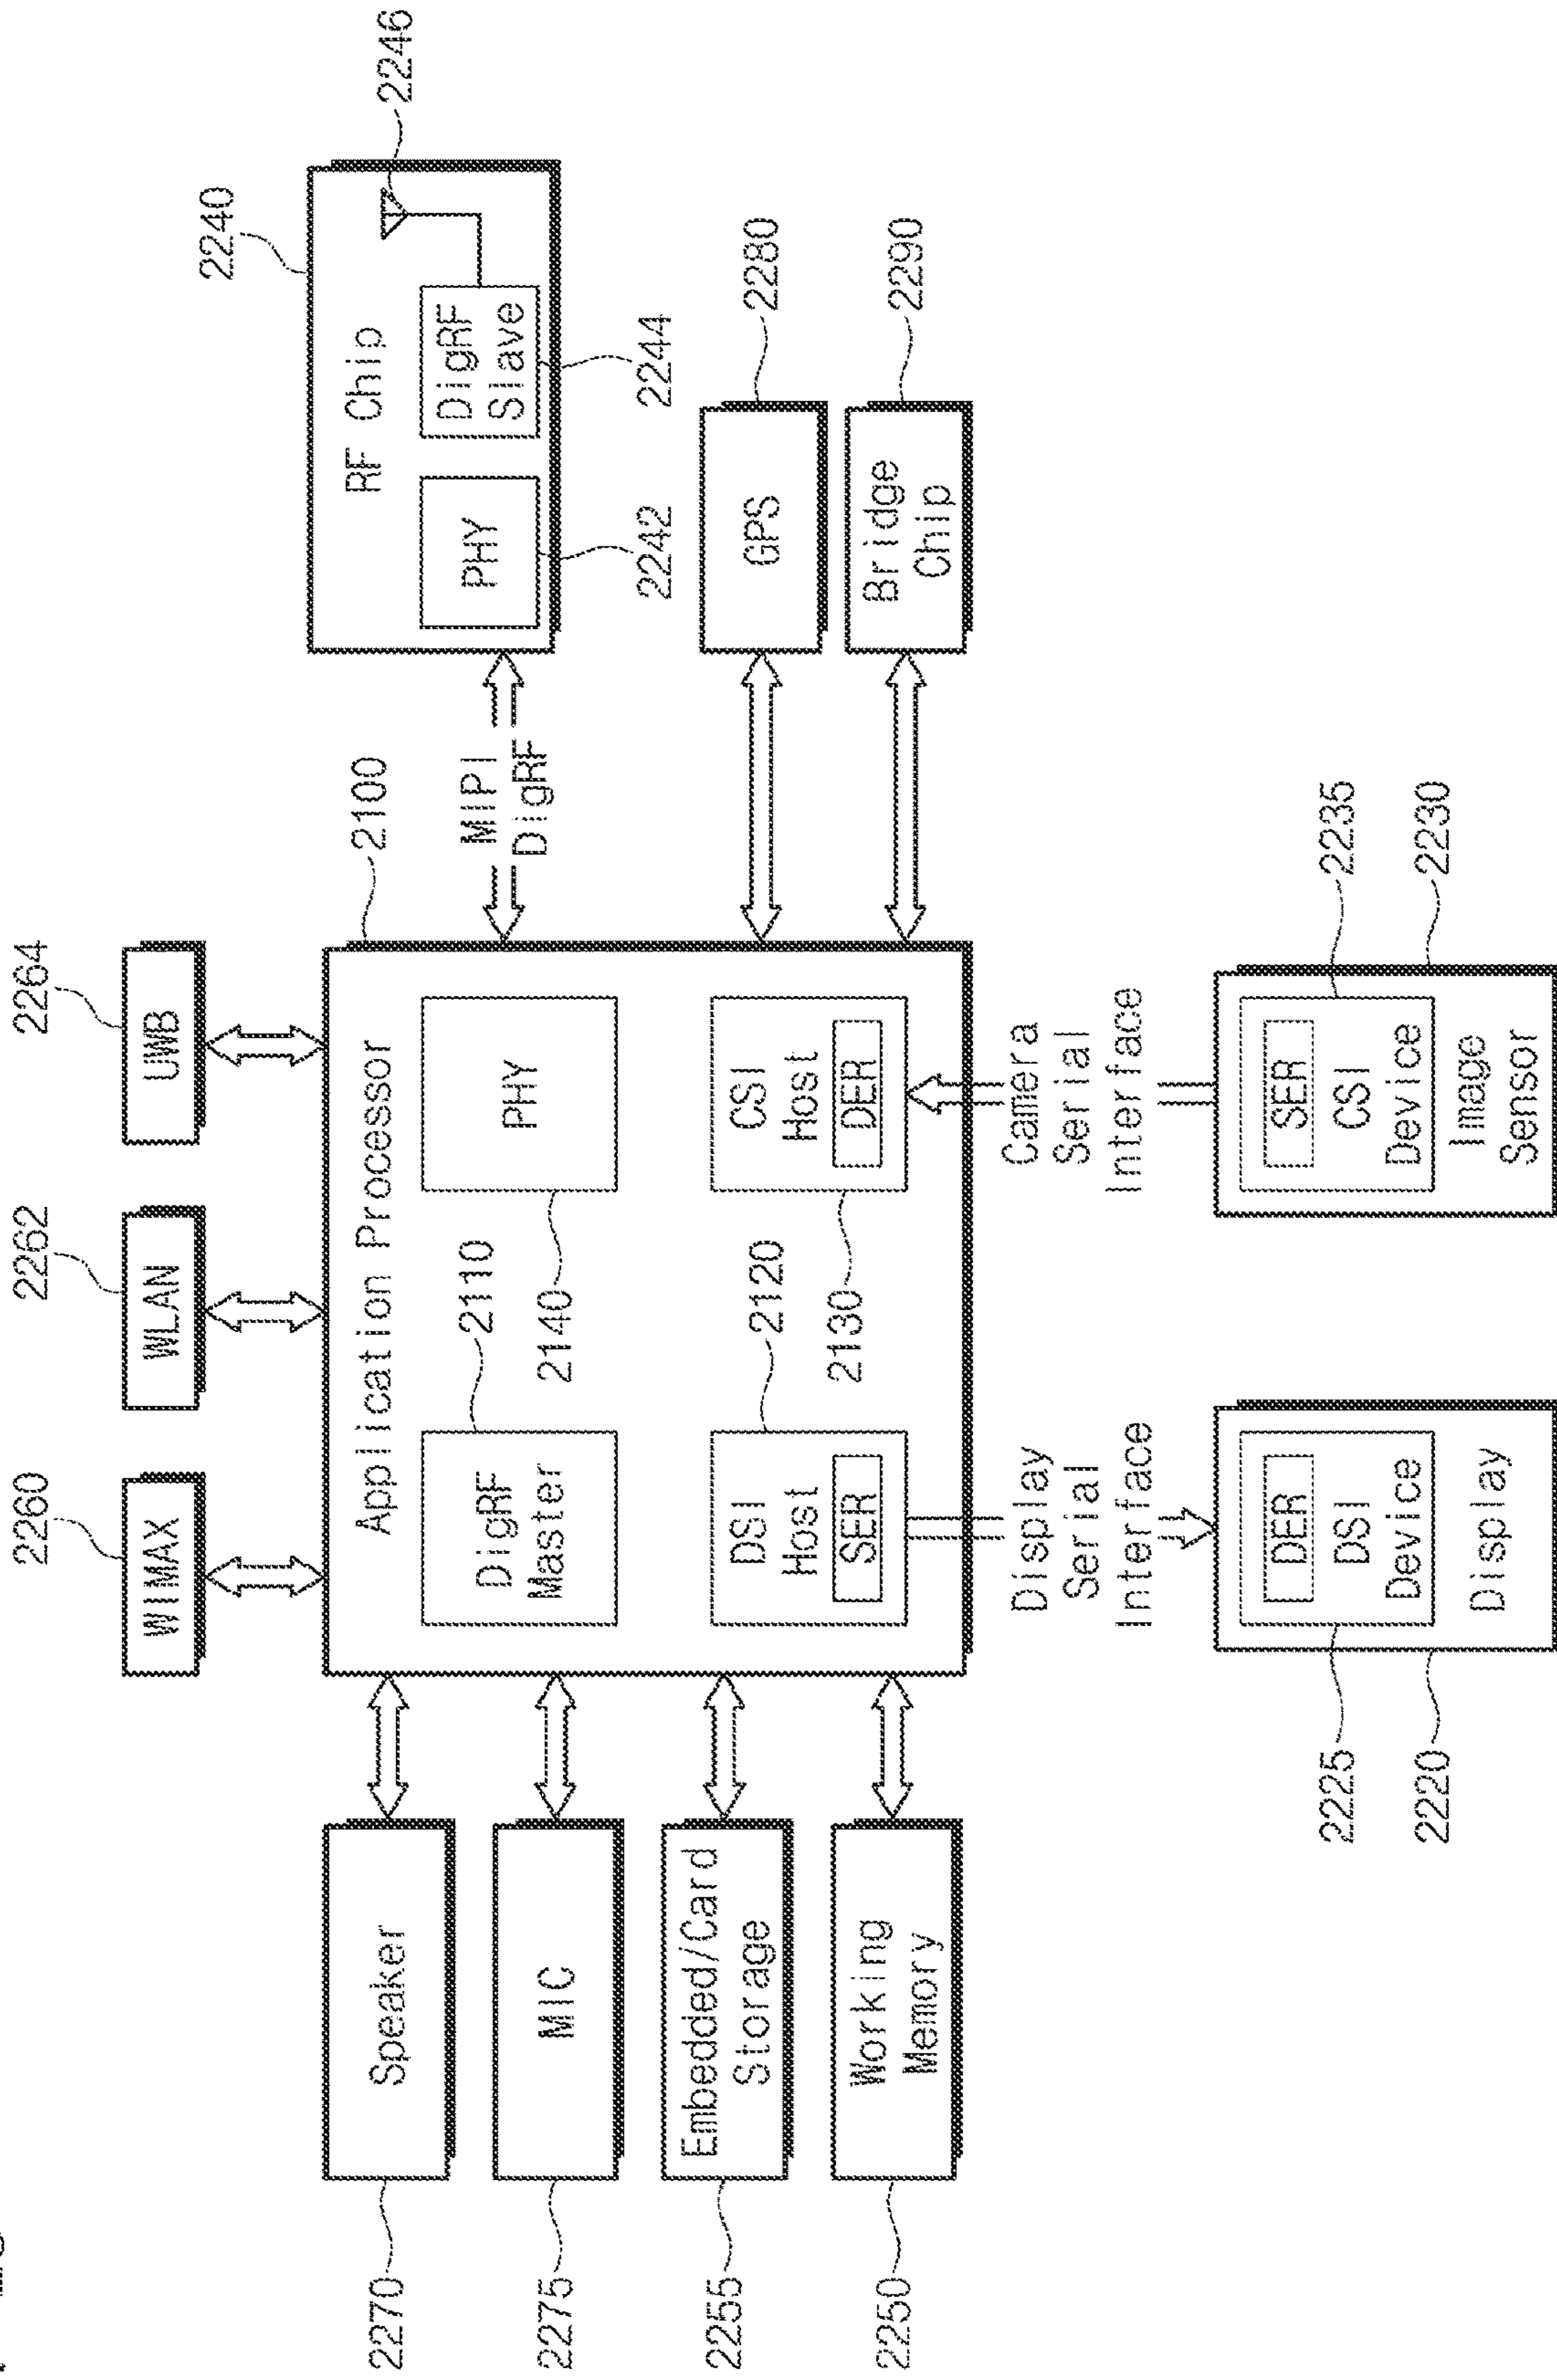 2260
2262
2264
WIMAX
WLAN
UWB
2240
2246
RF Chip
PHY
DigRF
Slave
2242
2244
2100
MIPI
DigRF
2270
Speaker
2275
MIC
2255
Embedded/Card
Storage
2250
Working
Memory
Application Processor
DigRF
Master
2110
PHY
2140
DSI
Host
SER
2120
CSI
Host
DER
2130
GPS
2280
Bridge
Chip
2290
Display
Serial
Interface
Camera
Serial
Interface
DER
DSI
Device
Display
2225
2220
SER
CSI
Device
Image
Sensor
2235
2230